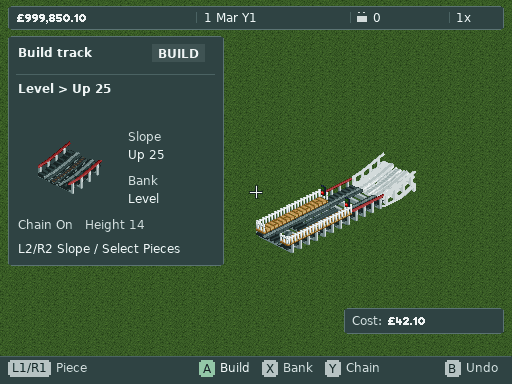 £999,850.10 1 Mar Y1 0 1x
Build track BUILD
Level > Up 25
Slope
Up 25
Bank
Level
Chain On Height 14
L2/R2 Slope / Select Pieces
Cost: £42.10
L1/R1 Piece A Build X Bank Y Chain B Undo